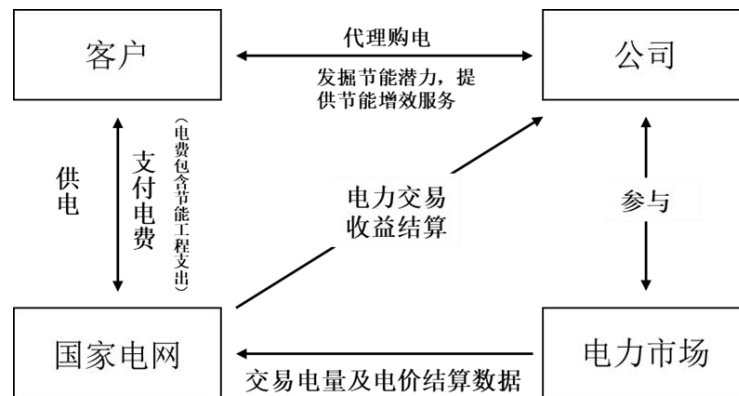 客户
代理购电
公司
发掘节能潜力，提
供节能增效服务
供电
支付电费
（电费包含节能工程支出）
电力交易
收益结算
参与
国家电网
交易电量及电价结算数据
电力市场